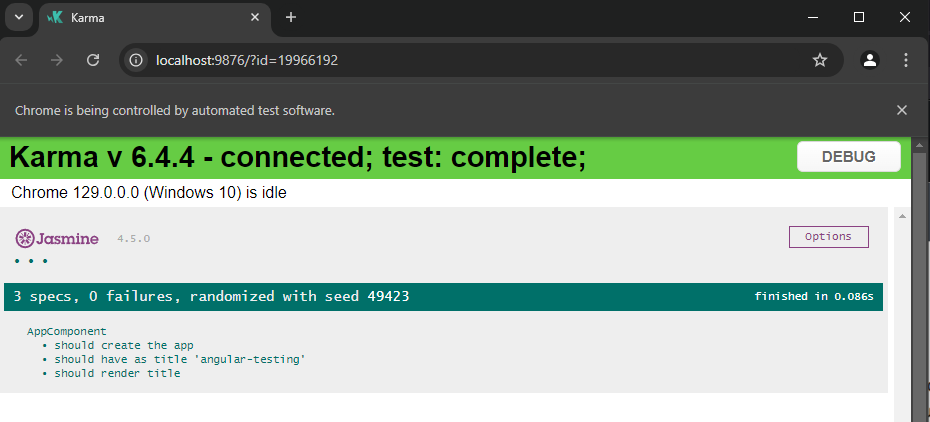 Karma
localhost:9876/?id=19966192
Chrome is being controlled by automated test software.
Karma v 6.4.4 - connected; test: complete;
DEBUG
Chrome 129.0.0.0 (Windows 10) is idle
Jasmine 4.5.0
Options
• • •
3 specs, 0 failures, randomized with seed 49423
finished in 0.086s
AppComponent
• should create the app
• should have as title 'angular-testing'
• should render title